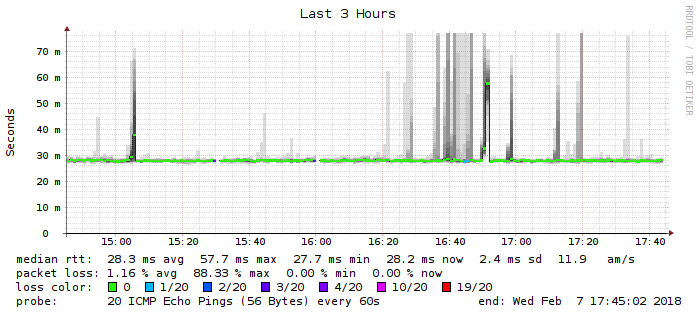 Last 3 Hours
RRDTOOL / TOBI OETIKER
Seconds
70 m
60 m
50 m
40 m
30 m
20 m
10 m
0
15:00 15:20 15:40 16:00 16:20 16:40 17:00 17:20 17:40
median rtt: 28.3 ms avg 57.7 ms max 27.7 ms min 28.2 ms now 2.4 ms sd 11.9 am/s
packet loss: 1.16 % avg 88.33 % max 0.00 % min 0.00 % now
loss color: 0 1/20 2/20 3/20 4/20 10/20 19/20
probe: 20 ICMP Echo Pings (56 Bytes) every 60s end: Wed Feb 7 17:45:02 2018